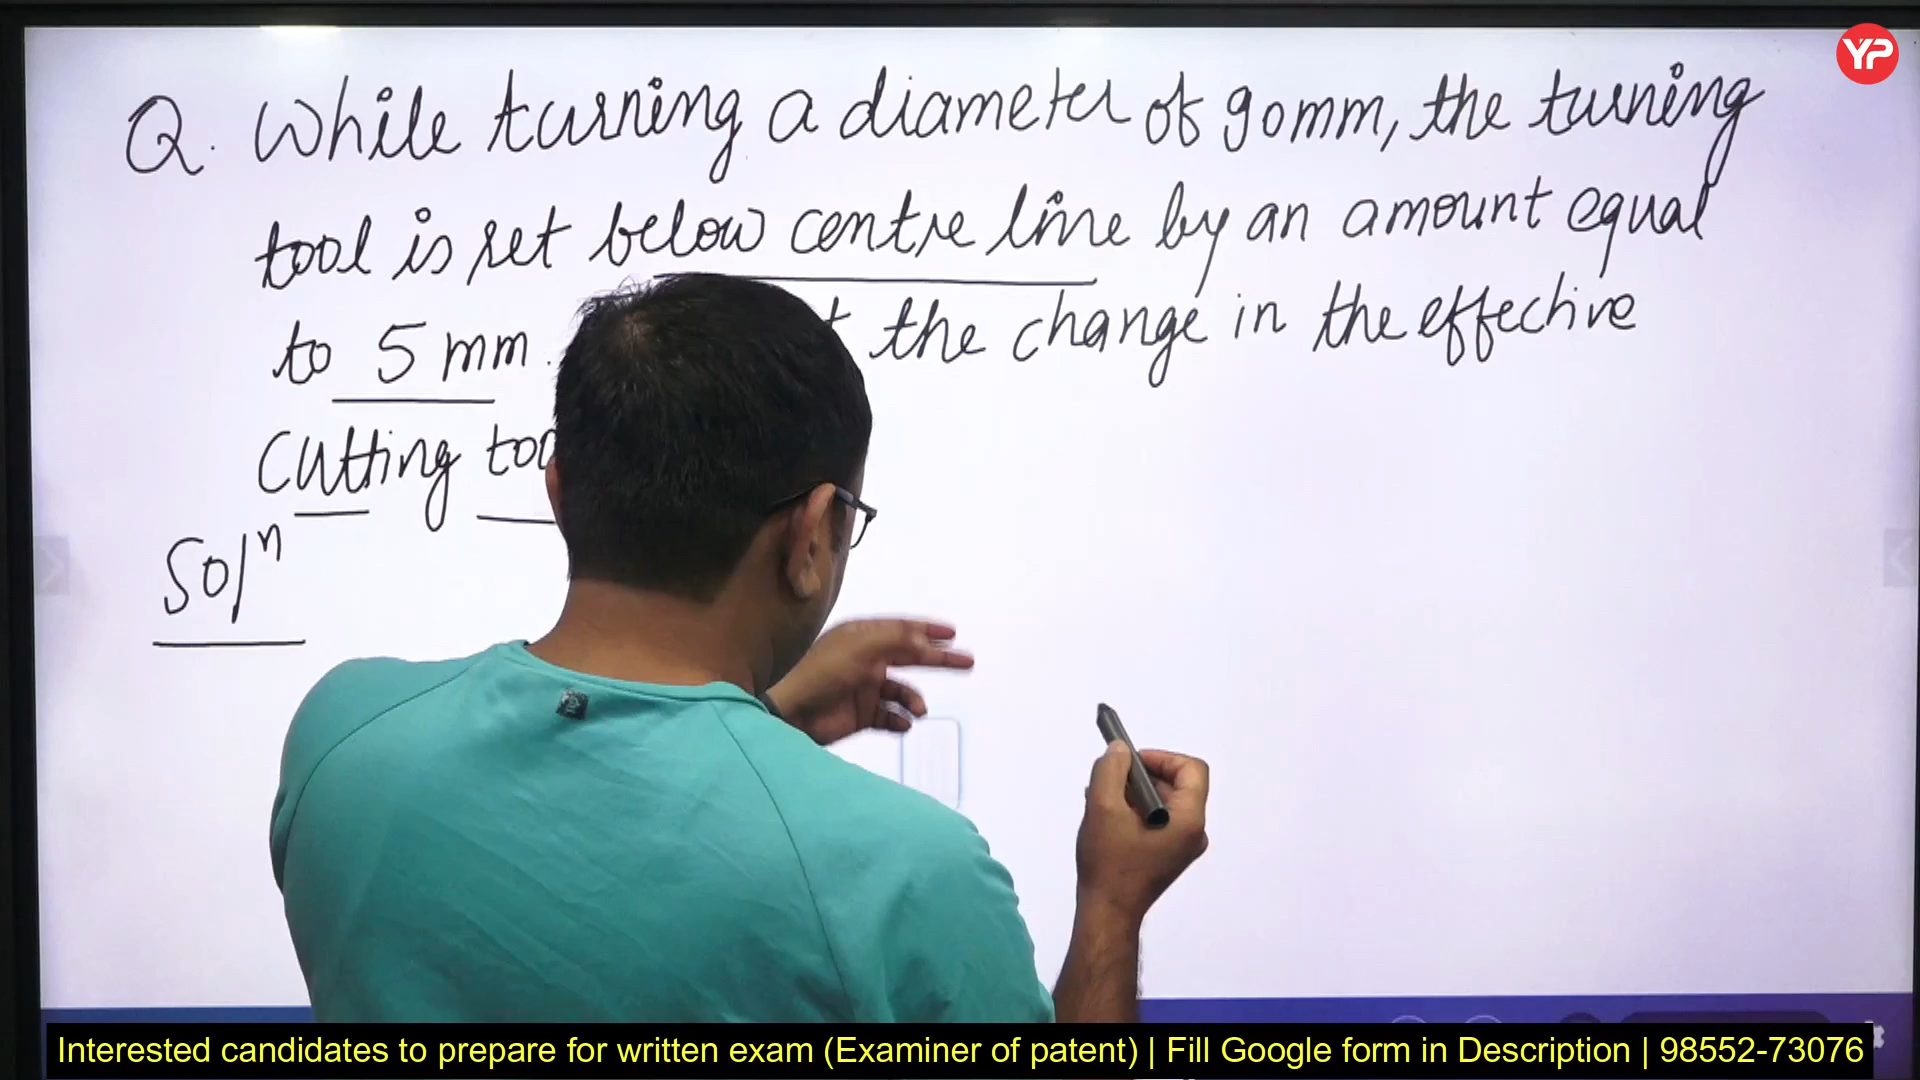 YP
Q. While turning a diameter of 90mm, the turning
tool is set below centre line by an amount equal
to 5 mm. the change in the effective
Cutting
Solⁿ
Interested candidates to prepare for written exam (Examiner of patent) | Fill Google form in Description | 98552-73076